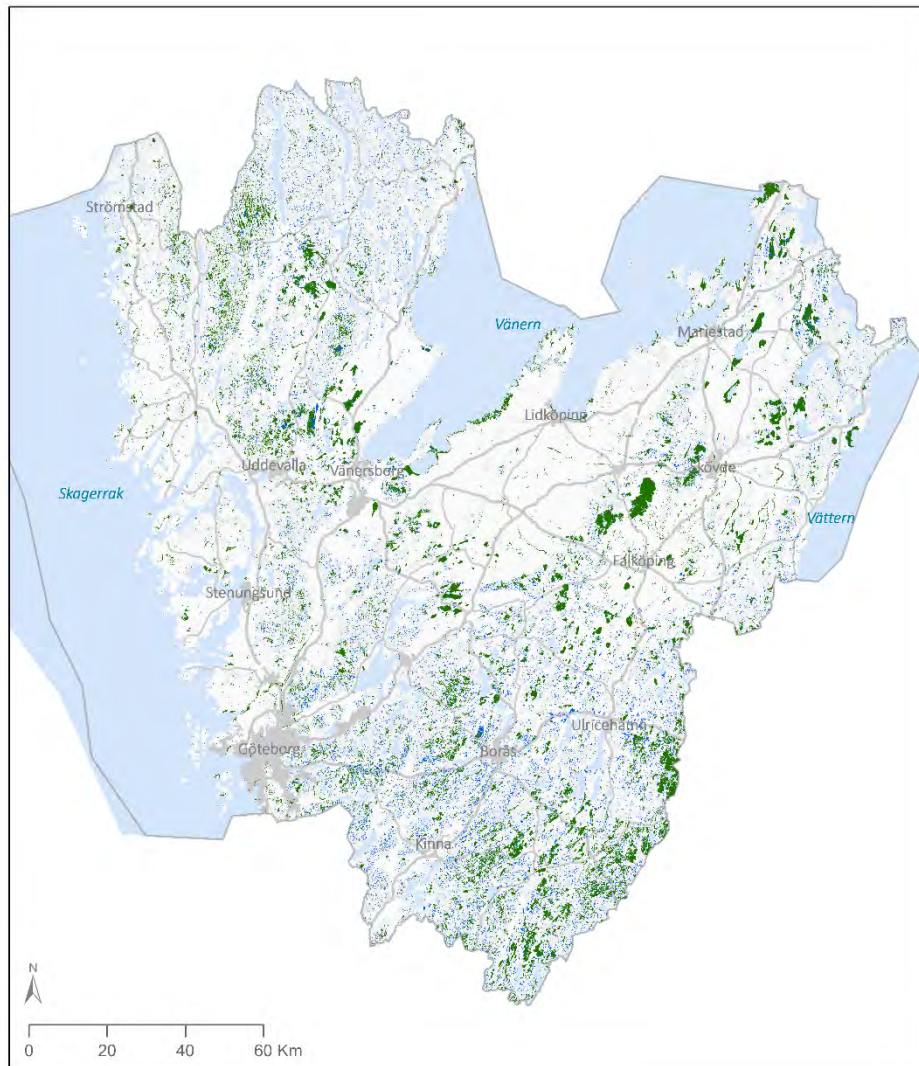 Strömstad
Vänern
Mariestad
Lidköping
Uddevalla
Vänersborg
Skövde
Skagerrak
Vättern
Falköping
Stenungsund
Ulricehamn
Göteborg
Borås
Kinna
N
0 20 40 60 Km